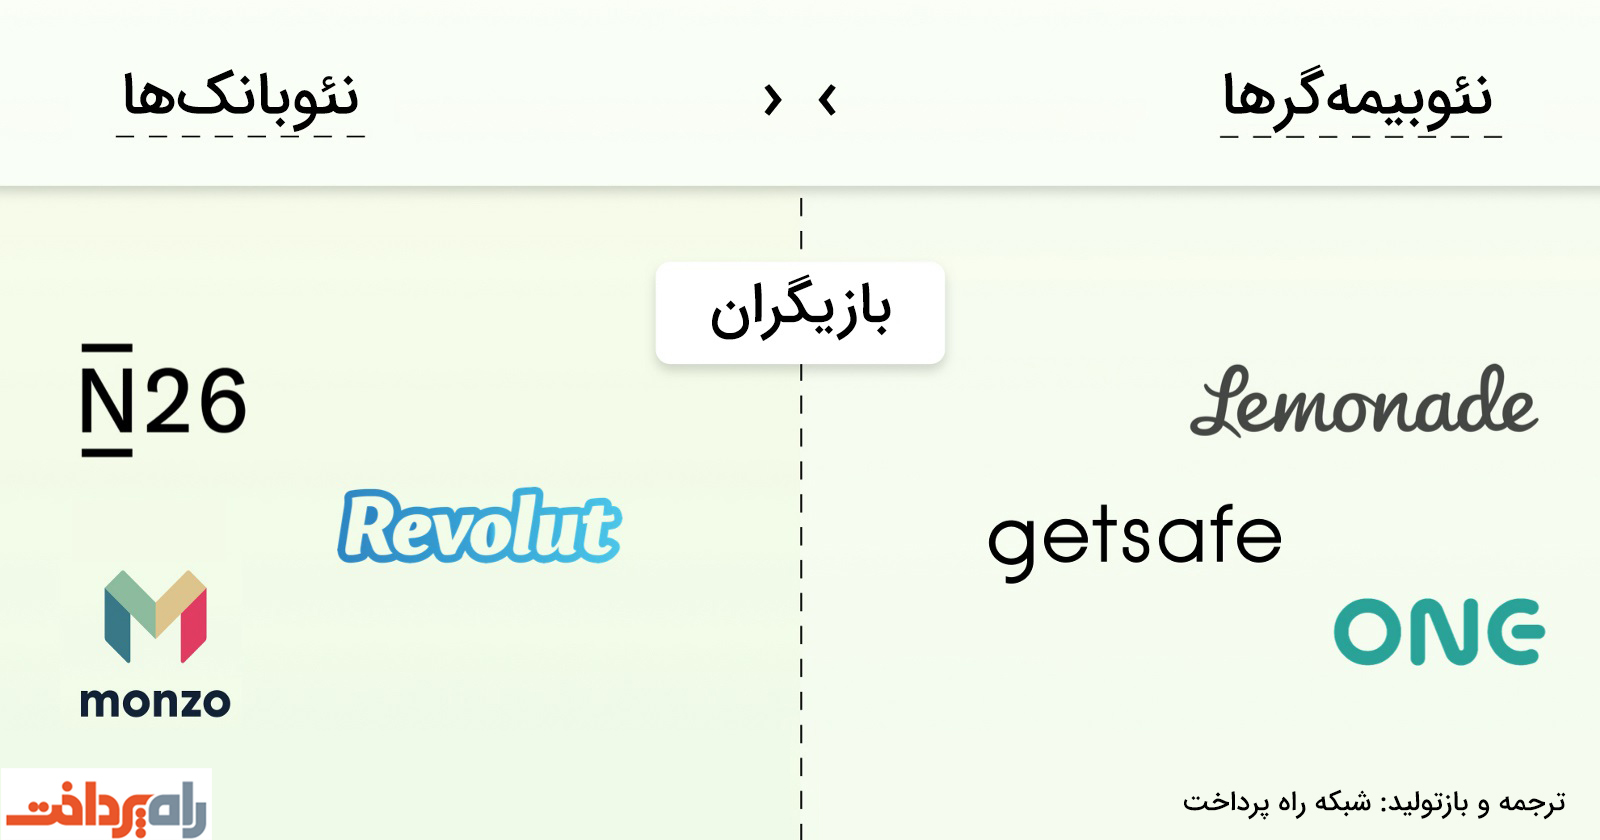 نئوبیمه‌گرها
› ‹
نئوبانک‌ها
بازیگران
Lemonade
getsafe
ONE
N26
Revolut
monzo
ترجمه و بازتولید: شبکه راه پرداخت
راه پرداخت